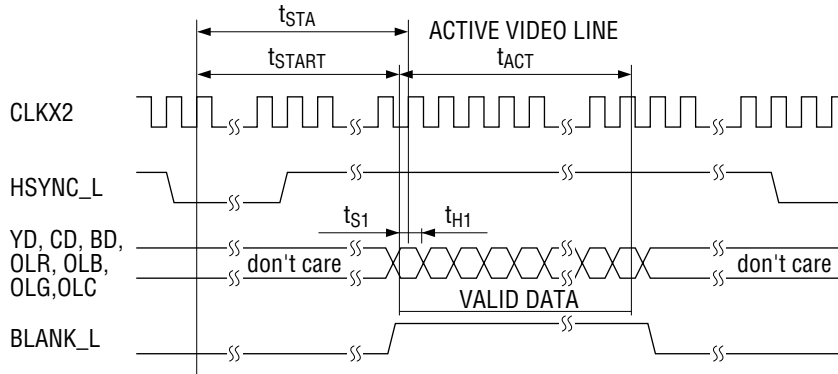 tSTA
ACTIVE VIDEO LINE
tSTART
tACT
CLKX2
HSYNC_L
tS1
tH1
YD, CD, BD,
OLR, OLB,
OLG,OLC
don't care
don't care
VALID DATA
BLANK_L